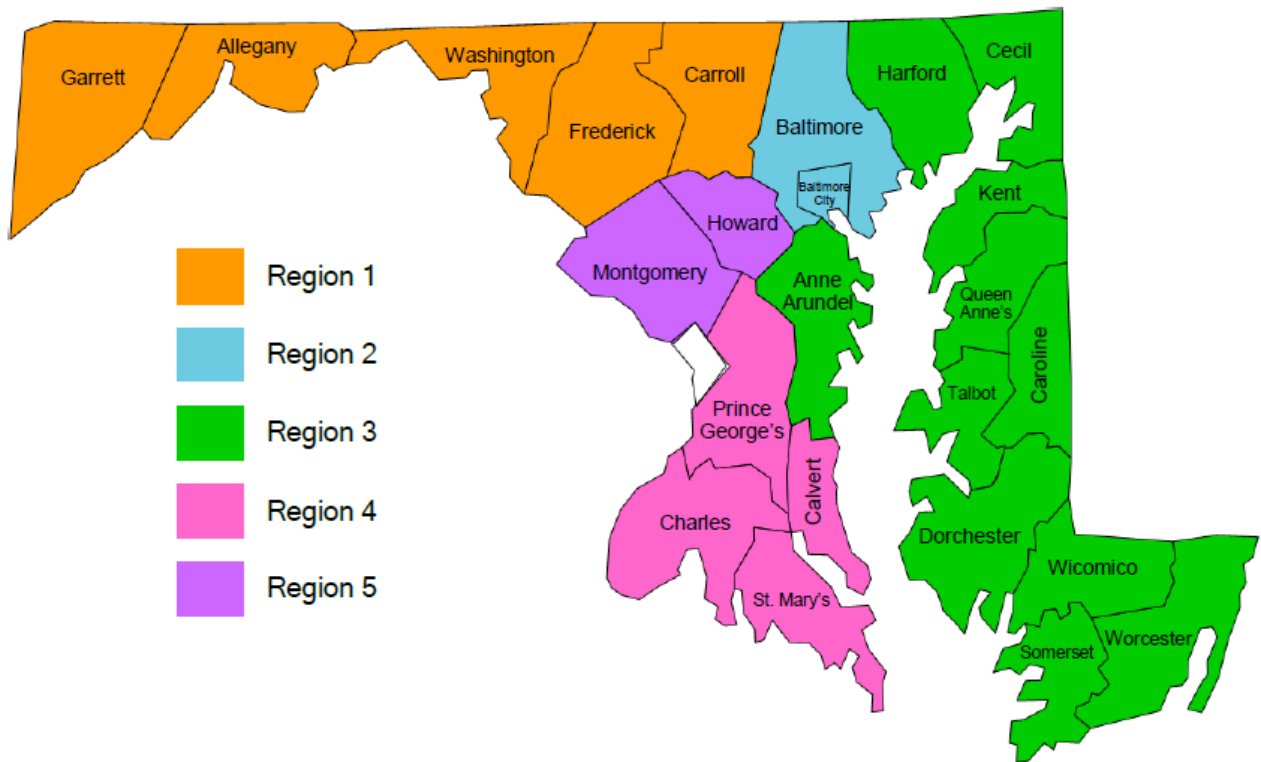 Garrett
Allegany
Washington
Frederick
Carroll
Baltimore
Baltimore
City
Harford
Cecil
Kent
Howard
Montgomery
Anne
Arundel
Queen
Anne's
Caroline
Talbot
Prince
George's
Calvert
Charles
St. Mary's
Dorchester
Wicomico
Somerset
Worcester
Region 1
Region 2
Region 3
Region 4
Region 5